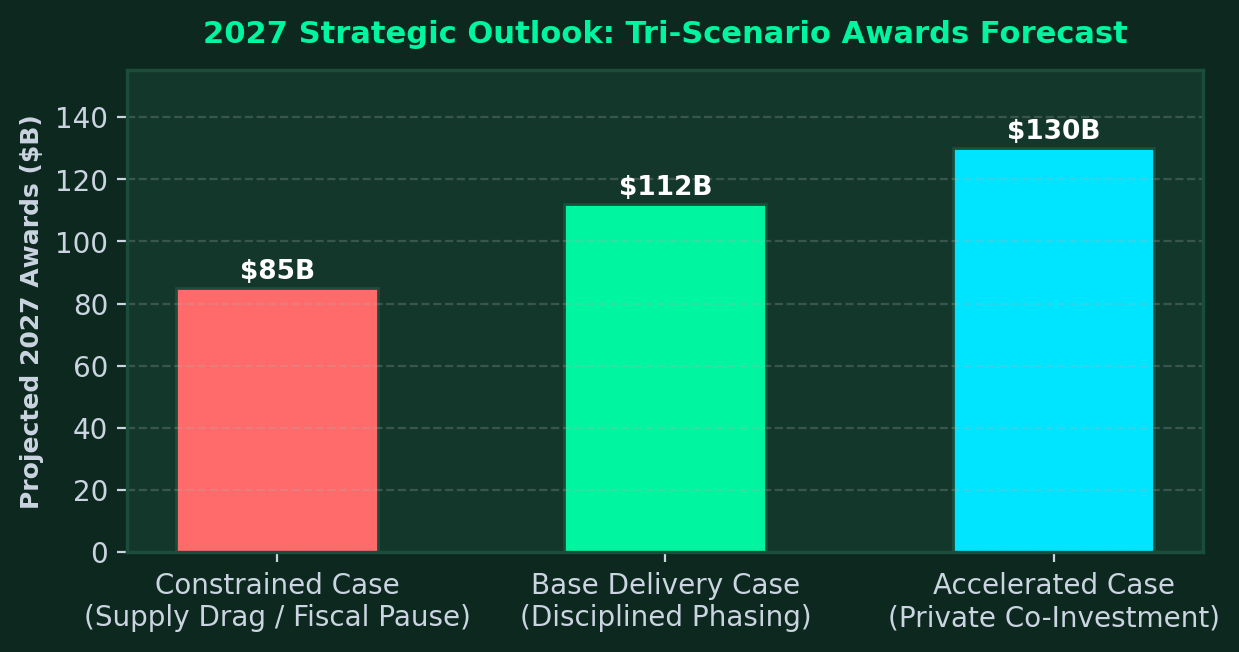 2027 Strategic Outlook: Tri-Scenario Awards Forecast
Projected 2027 Awards ($B)
140
120
100
80
60
40
20
0
$85B
$112B
$130B
Constrained Case
(Supply Drag / Fiscal Pause)
Base Delivery Case
(Disciplined Phasing)
Accelerated Case
(Private Co-Investment)